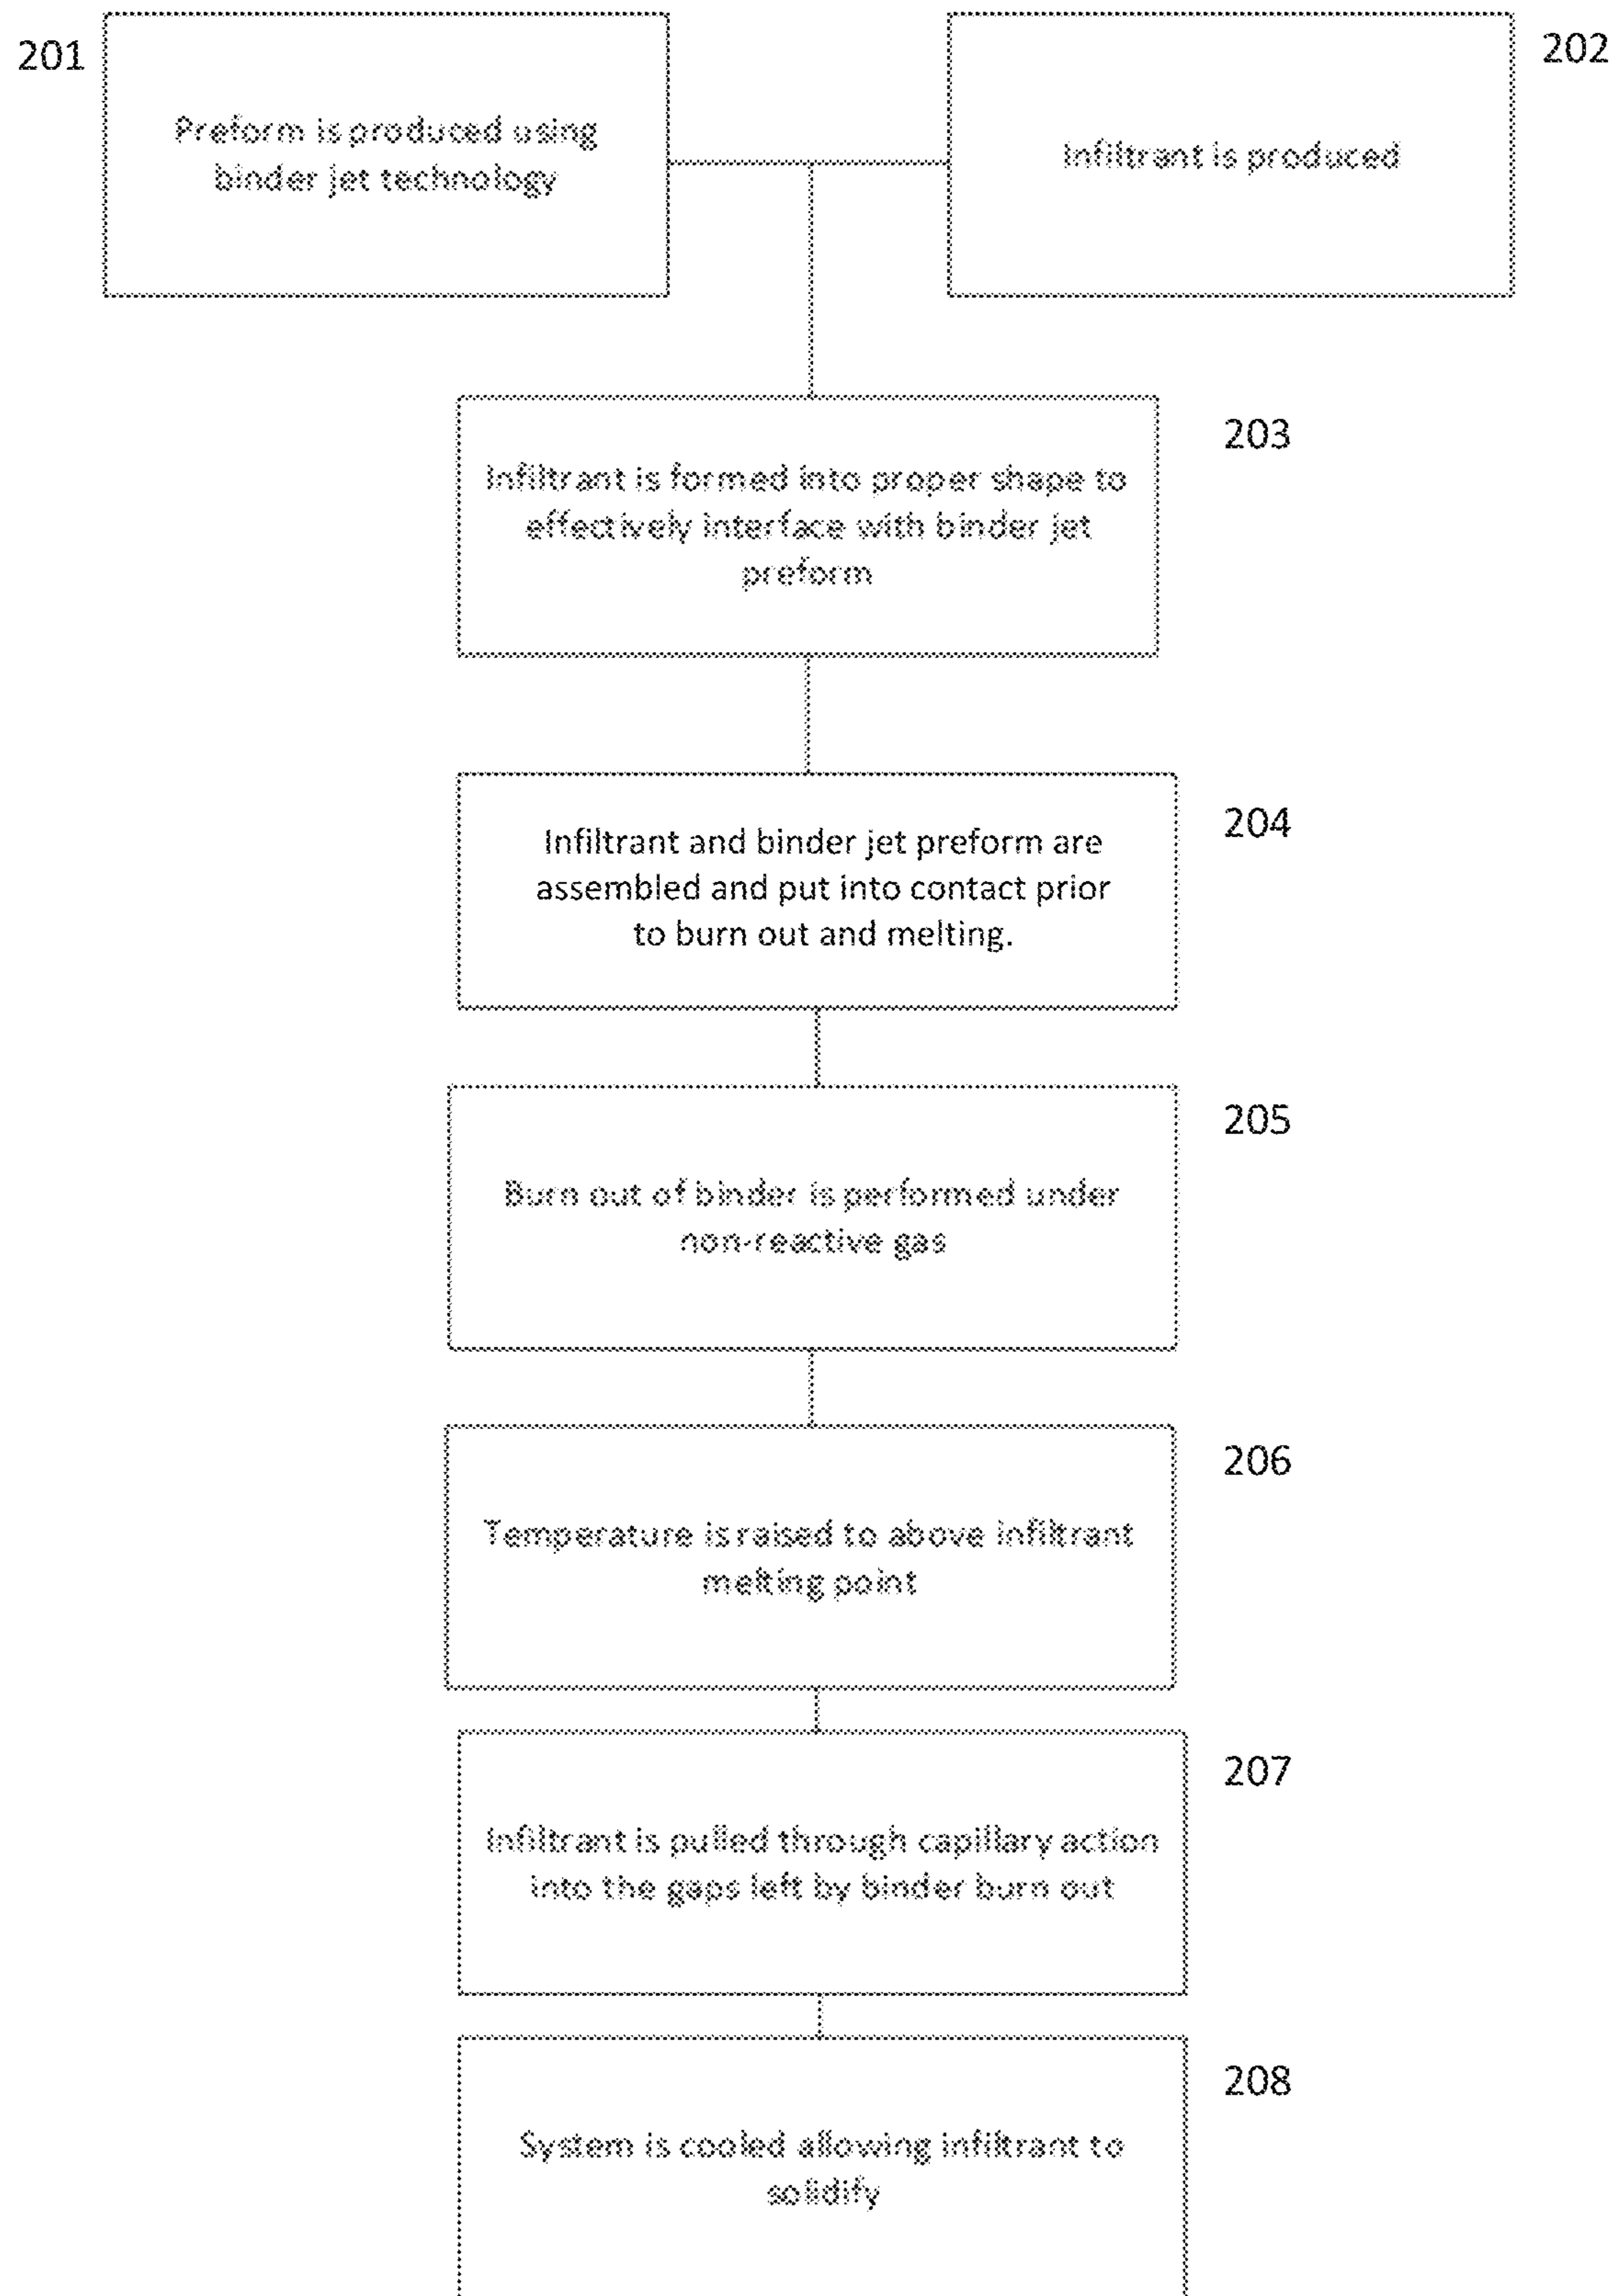 201
Preform is produced using
binder jet technology
202
Infiltrant is produced
203
Infiltrant is formed into proper shape to
effectively interface with binder jet
preform
204
Infiltrant and binder jet preform are
assembled and put into contact prior
to burn out and melting.
205
Burn out of binder is performed under
non-reactive gas
206
Temperature is raised to above infiltrant
melting point
207
Infiltrant is pulled through capillary action
into the gaps left by binder burn out
208
System is cooled allowing infiltrant to
solidify